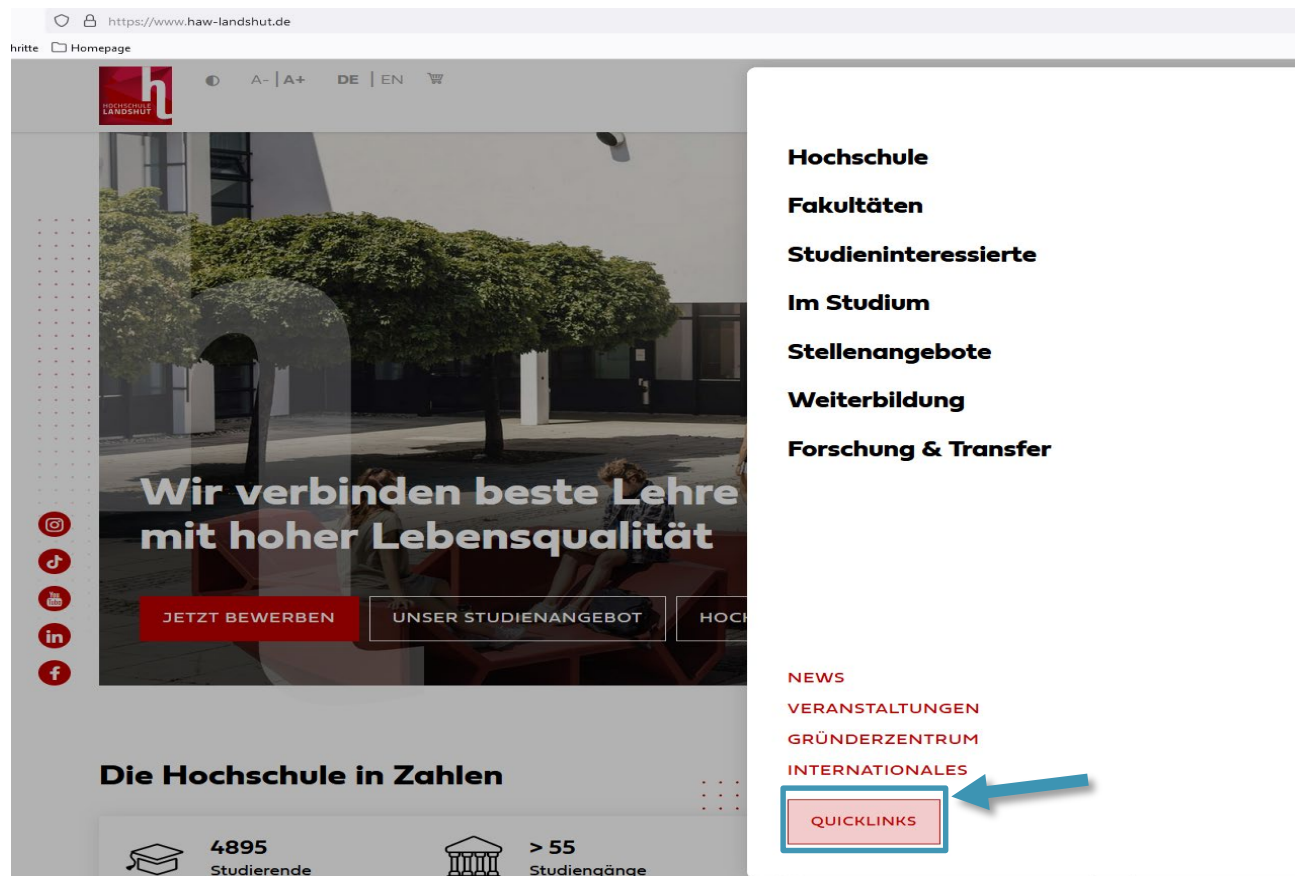 https://www.haw-landshut.de
hritte Homepage
HOCHSCHULE
LANDSHUT
A- | A+ DE | EN
Hochschule
Fakultäten
Studieninteressierte
Im Studium
Stellenangebote
Weiterbildung
Forschung & Transfer
Wir verbinden beste Lehre
mit hoher Lebensqualität
JETZT BEWERBEN UNSER STUDIENANGEBOT HOCH
NEWS
VERANSTALTUNGEN
GRÜNDERZENTRUM
INTERNATIONALES
QUICKLINKS
Die Hochschule in Zahlen
4895
Studierende
> 55
Studiengänge